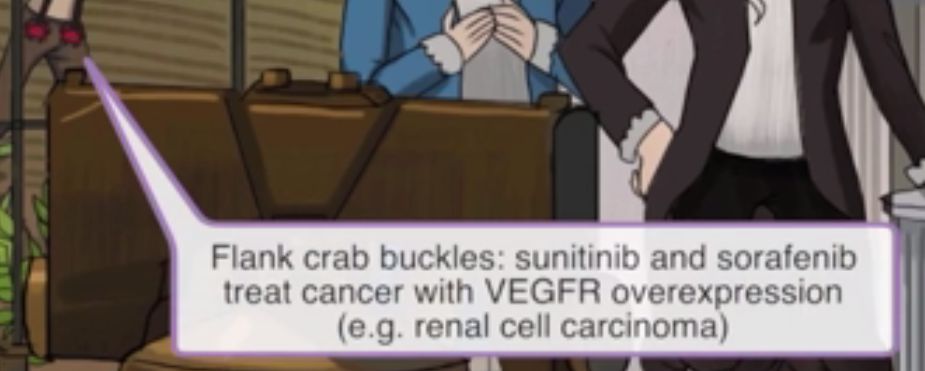 Flank crab buckles: sunitinib and sorafenib
treat cancer with VEGFR overexpression
(e.g. renal cell carcinoma)